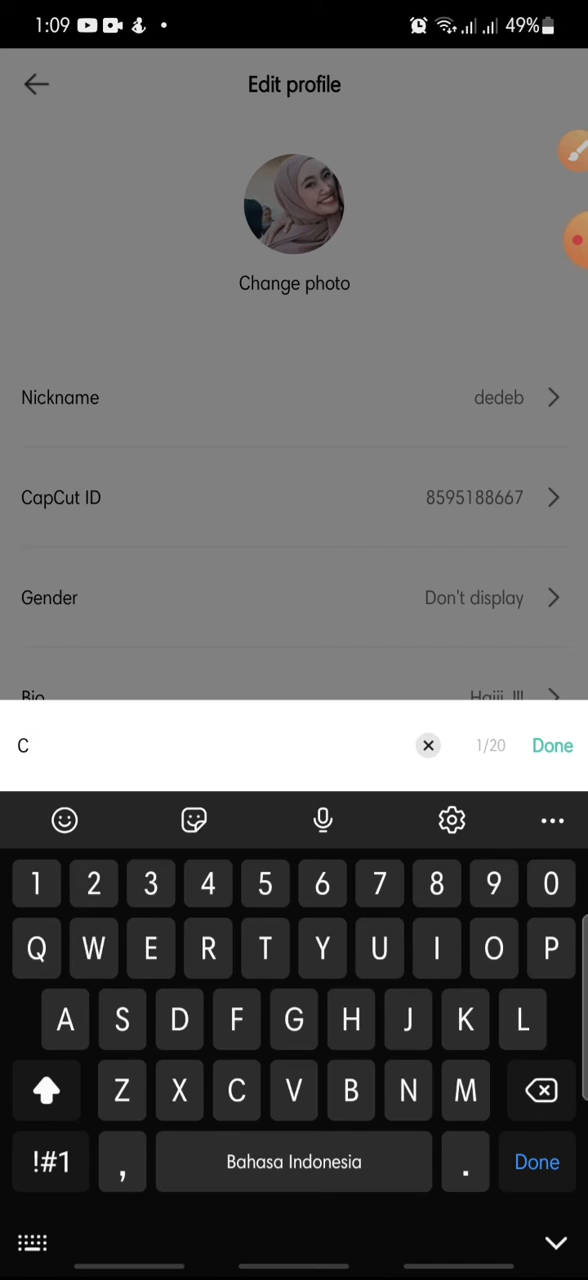 1:09 49%
Edit profile
Change photo
Nickname dedeb
CapCut ID 8595188667
Gender Don't display
Bio Haiii !!!
C 1/20 Done
1 2 3 4 5 6 7 8 9 0
Q W E R T Y U I O P
A S D F G H J K L
Z X C V B N M
!#1 , Bahasa Indonesia . Done